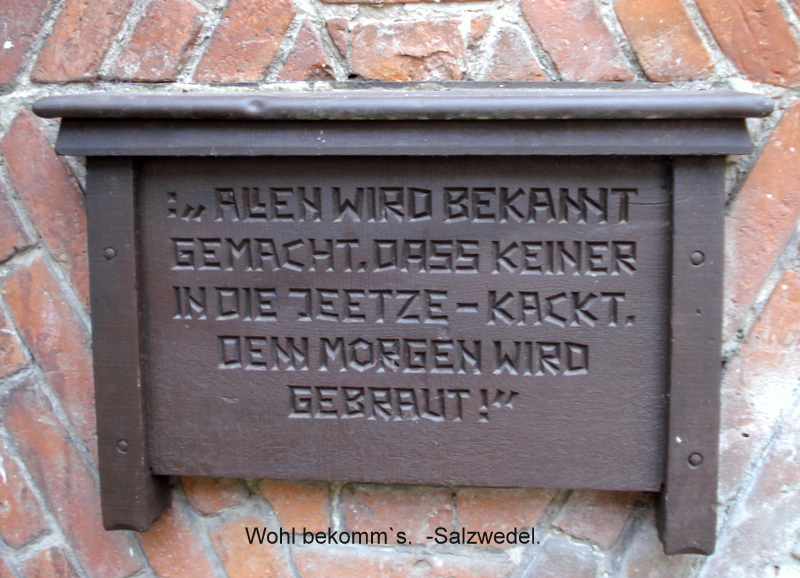 :„ ALLEN WIRD BEKANNT
GEMACHT. DASS KEINER
IN DIE JEETZE - KACKT.
DENN MORGEN WIRD
GEBRAUT!“
Wohl bekomm`s. -Salzwedel.